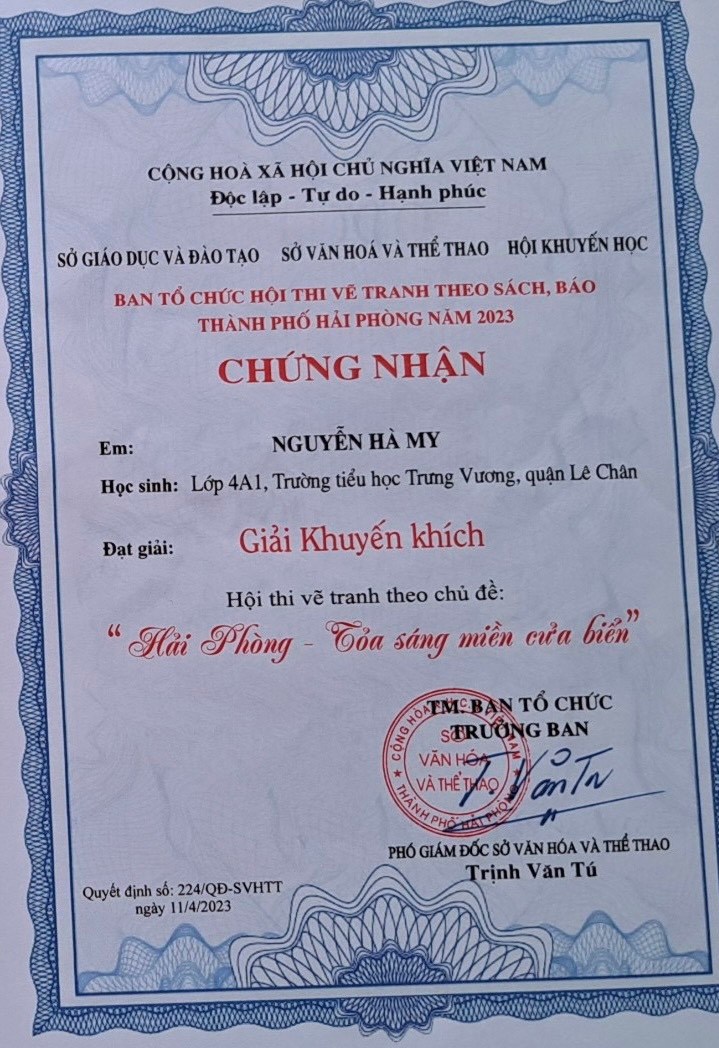 CỘNG HOÀ XÃ HỘI CHỦ NGHĨA VIỆT NAM
Độc lập - Tự do - Hạnh phúc
SỞ GIÁO DỤC VÀ ĐÀO TẠO SỞ VĂN HOÁ VÀ THỂ THAO HỘI KHUYẾN HỌC
BAN TỔ CHỨC HỘI THI VẼ TRANH THEO SÁCH, BÁO
THÀNH PHỐ HẢI PHÒNG NĂM 2023
CHỨNG NHẬN
Em: NGUYỄN HÀ MY
Học sinh: Lớp 4A1, Trường tiểu học Trưng Vương, quận Lê Chân
Đạt giải: Giải Khuyến khích
Hội thi vẽ tranh theo chủ đề:
“Hải Phòng - Tỏa sáng miền cửa biển”
TM. BAN TỔ CHỨC
TRƯỞNG BAN
SỞ
VĂN HÓA
VÀ THỂ THAO
THÀNH PHỐ HẢI PHÒNG
PHÓ GIÁM ĐỐC SỞ VĂN HÓA VÀ THỂ THAO
Trịnh Văn Tú
Quyết định số: 224/QĐ-SVHTT
ngày 11/4/2023